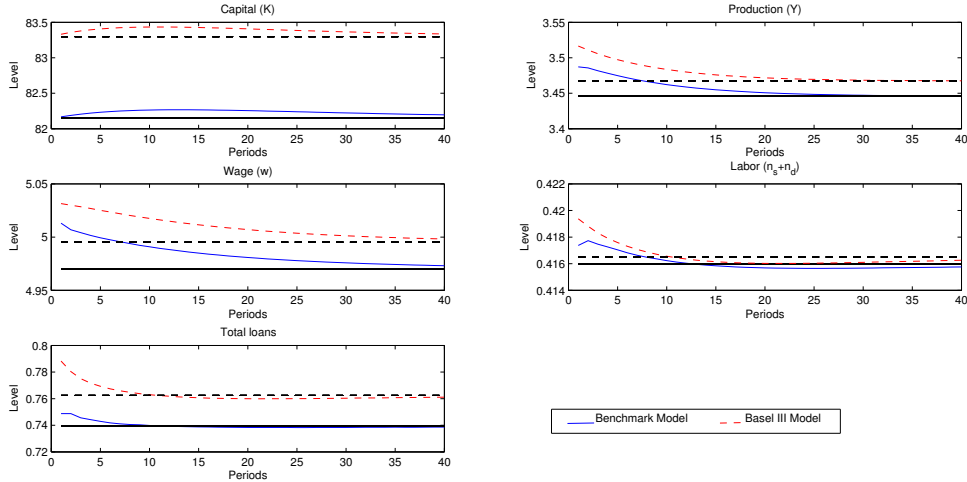 Capital (K)
83.5
83
82.5
82
Level
0 5 10 15 20 25 30 35 40
Periods
Production (Y)
3.55
3.5
3.45
3.4
Level
0 5 10 15 20 25 30 35 40
Periods
Wage (w)
5.05
5
4.95
Level
0 5 10 15 20 25 30 35 40
Periods
Labor (n_s+n_d)
0.422
0.42
0.418
0.416
0.414
Level
0 5 10 15 20 25 30 35 40
Periods
Total loans
0.8
0.78
0.76
0.74
0.72
Level
0 5 10 15 20 25 30 35 40
Periods
Benchmark Model Basel III Model